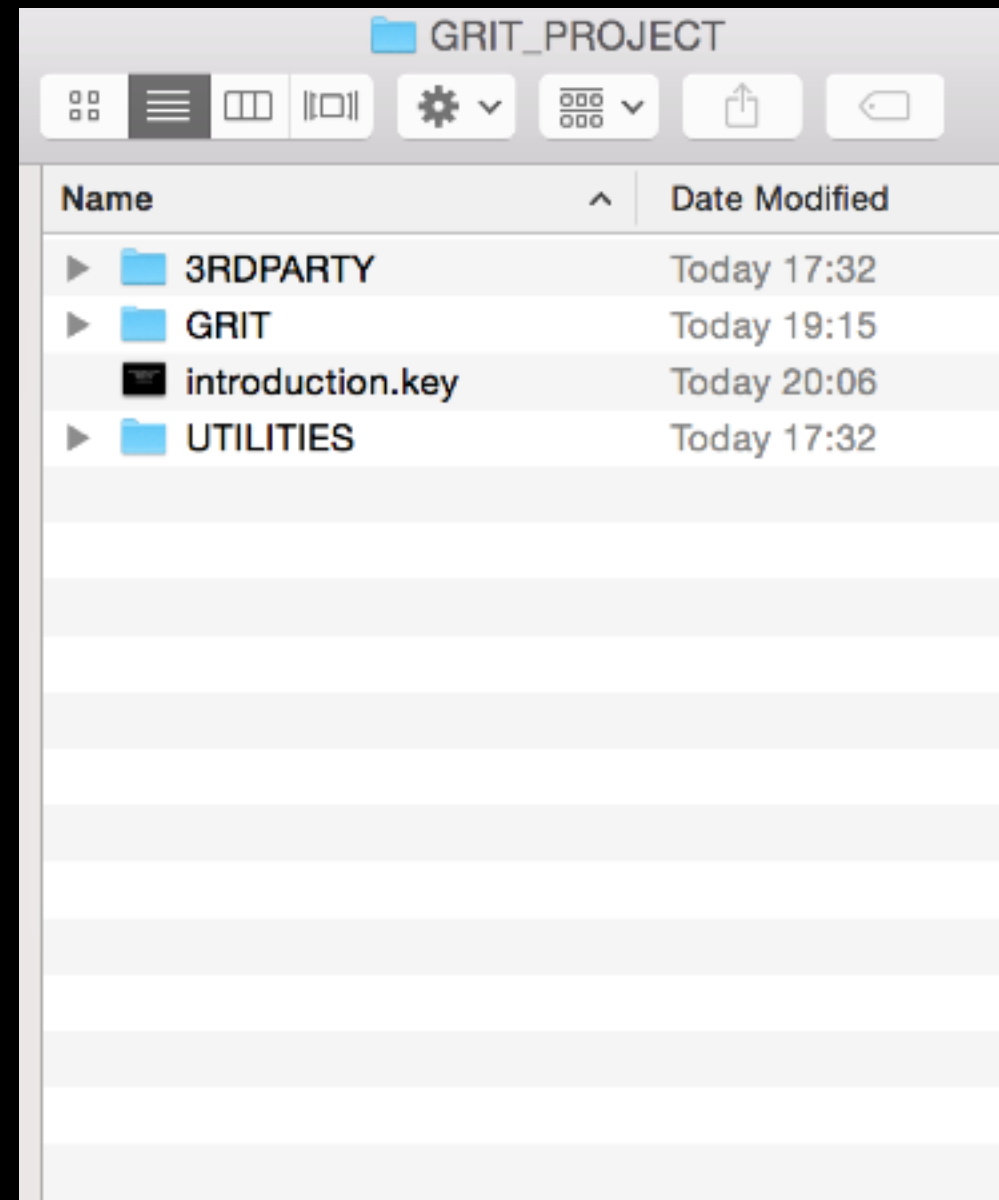 GRIT_PROJECT
Name Date Modified
3RDPARTY Today 17:32
GRIT Today 19:15
introduction.key Today 20:06
UTILITIES Today 17:32